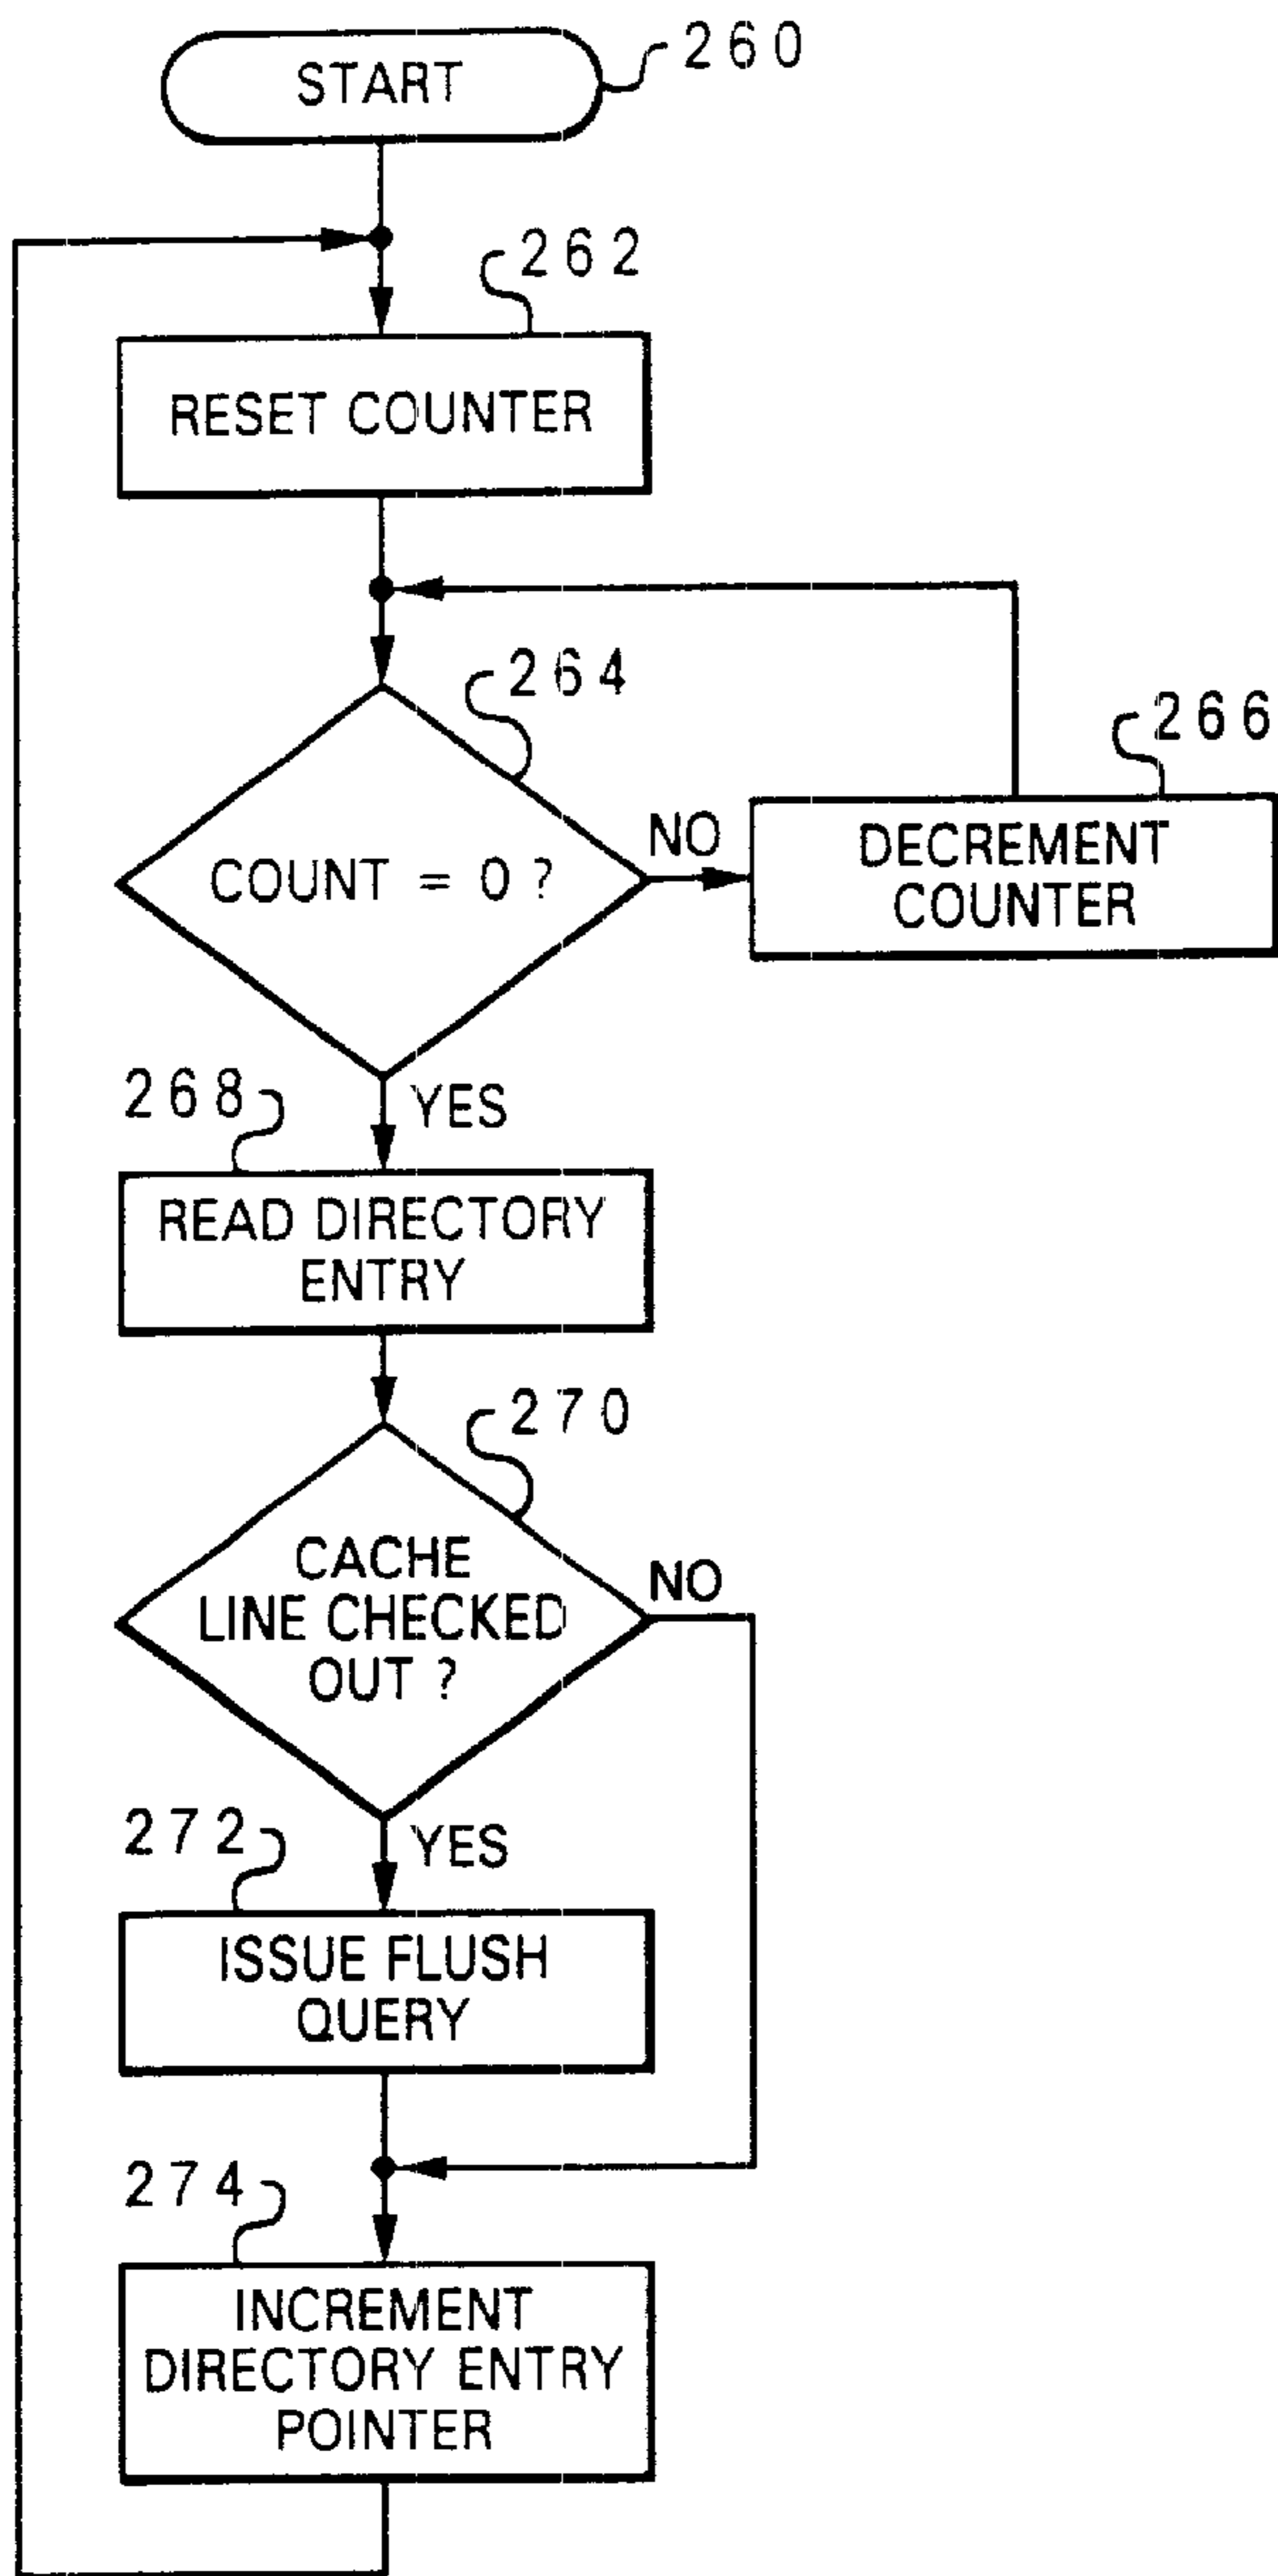 START
260
262
RESET COUNTER
264
266
COUNT = 0 ?
NO
DECREMENT
COUNTER
268
YES
READ DIRECTORY
ENTRY
270
CACHE
LINE CHECKED
OUT ?
NO
272
YES
ISSUE FLUSH
QUERY
274
INCREMENT
DIRECTORY ENTRY
POINTER